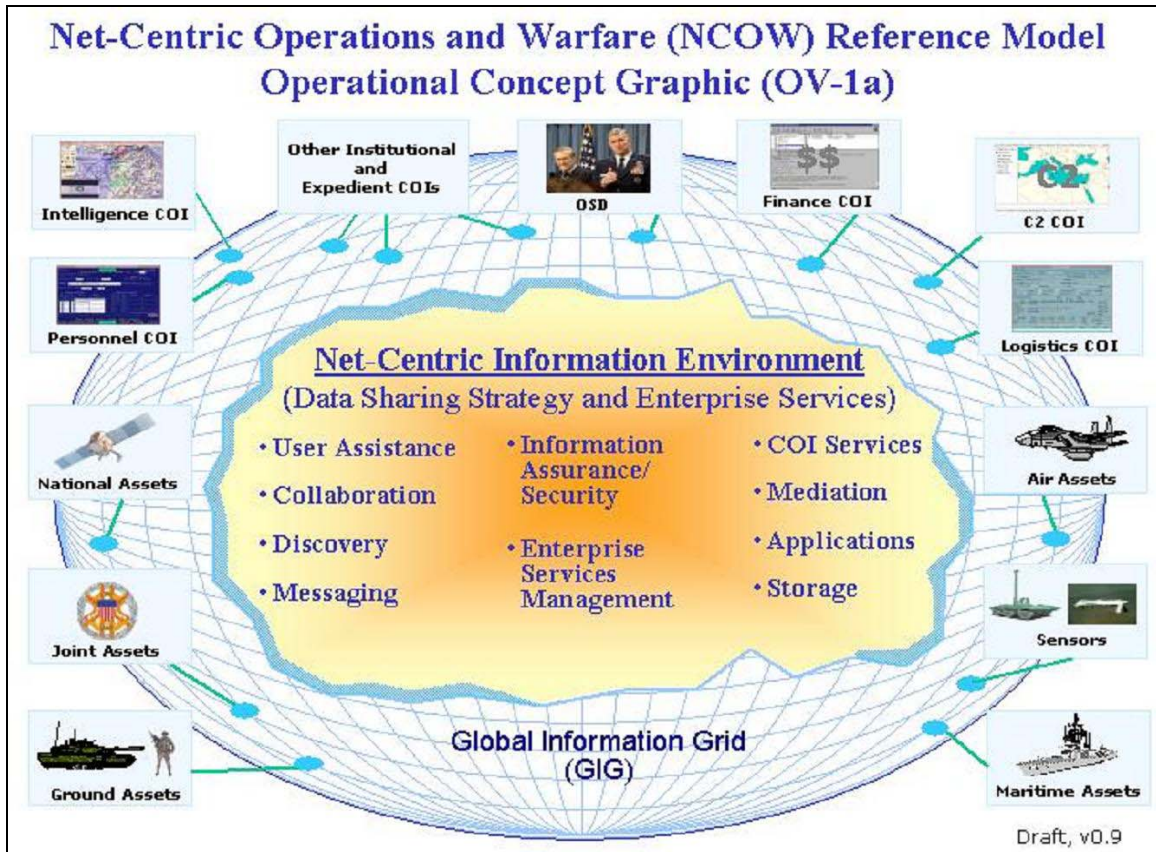 Net-Centric Operations and Warfare (NCOW) Reference Model
Operational Concept Graphic (OV-1a)
Intelligence COI
Other Institutional
and
Expedient COIs
OSD
$$
Finance COI
C2
C2 COI
Personnel COI
Logistics COI
Net-Centric Information Environment
(Data Sharing Strategy and Enterprise Services)
• User Assistance
• Collaboration
• Discovery
• Messaging
• Information
Assurance/
Security
• Enterprise
Services
Management
• COI Services
• Mediation
• Applications
• Storage
National Assets
Air Assets
Joint Assets
Sensors
Ground Assets
Maritime Assets
Global Information Grid
(GIG)
Draft, v0.9